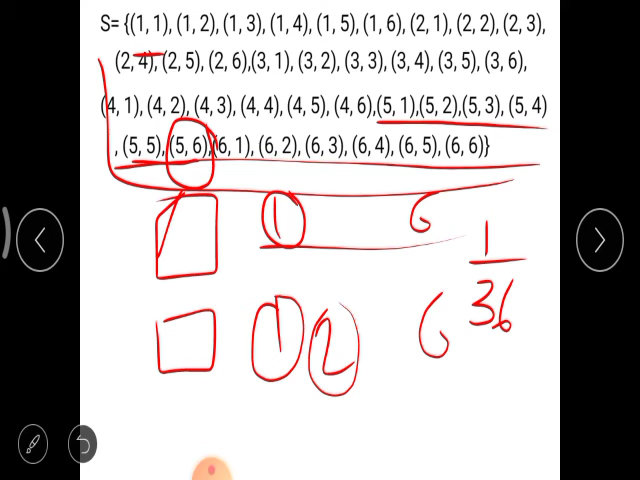 S= {(1, 1), (1, 2), (1, 3), (1, 4), (1, 5), (1, 6), (2, 1), (2, 2), (2, 3),
(2, 4), (2, 5), (2, 6),(3, 1), (3, 2), (3, 3), (3, 4), (3, 5), (3, 6),
(4, 1), (4, 2), (4, 3), (4, 4), (4, 5), (4, 6),(5, 1),(5, 2),(5, 3), (5, 4)
, (5, 5), (5, 6),(6, 1), (6, 2), (6, 3), (6, 4), (6, 5), (6, 6)}
1 6
1
36
1 2 6